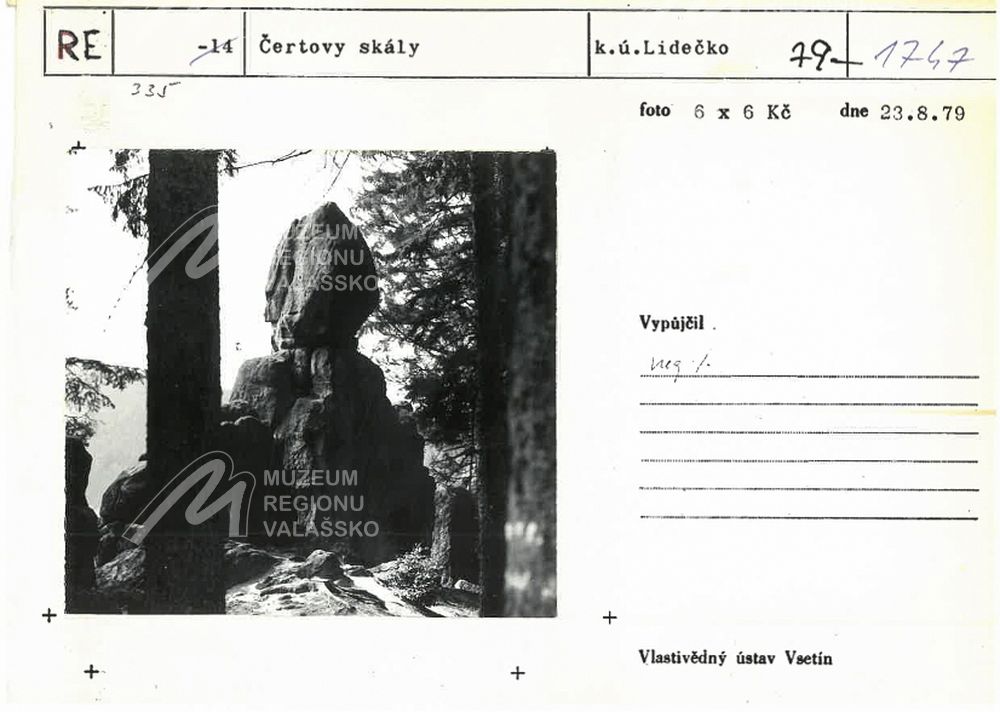 RE -14 Čertovy skály k.ú.Lidečko 79- 1747
335
foto 6 x 6 Kč dne 23.8.79
MUZEUM
REGIONU
VALAŠSKO
Vypůjčil
neg /.
MUZEUM
REGIONU
VALAŠSKO
Vlastivědný ústav Vsetín